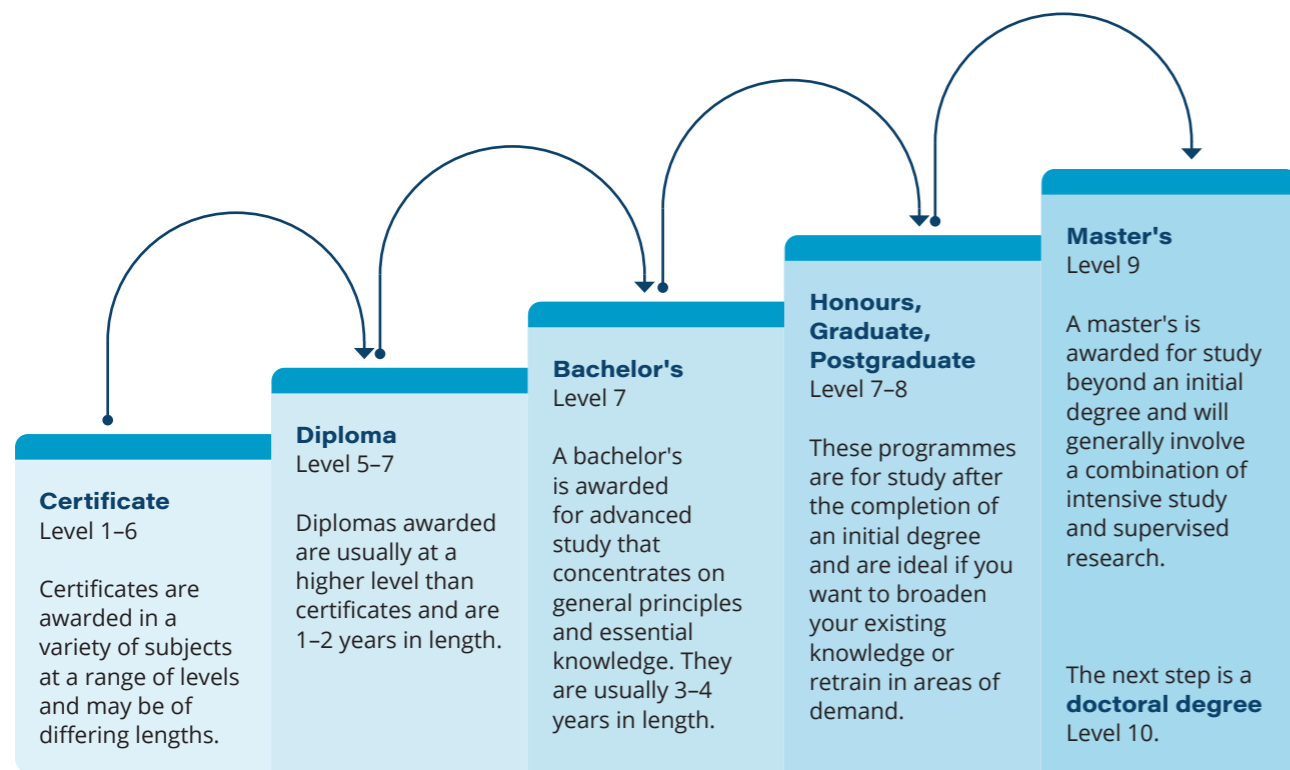 Certificate
Level 1–6
Certificates are
awarded in a
variety of subjects
at a range of levels
and may be of
differing lengths.
Diploma
Level 5–7
Diplomas awarded
are usually at a
higher level than
certificates and are
1–2 years in length.
Bachelor's
Level 7
A bachelor's
is awarded
for advanced
study that
concentrates on
general principles
and essential
knowledge. They
are usually 3–4
years in length.
Honours,
Graduate,
Postgraduate
Level 7–8
These programmes
are for study after
the completion of
an initial degree
and are ideal if you
want to broaden
your existing
knowledge or
retrain in areas of
demand.
Master's
Level 9
A master's is
awarded for study
beyond an initial
degree and will
generally involve
a combination of
intensive study
and supervised
research.
The next step is a
doctoral degree
Level 10.